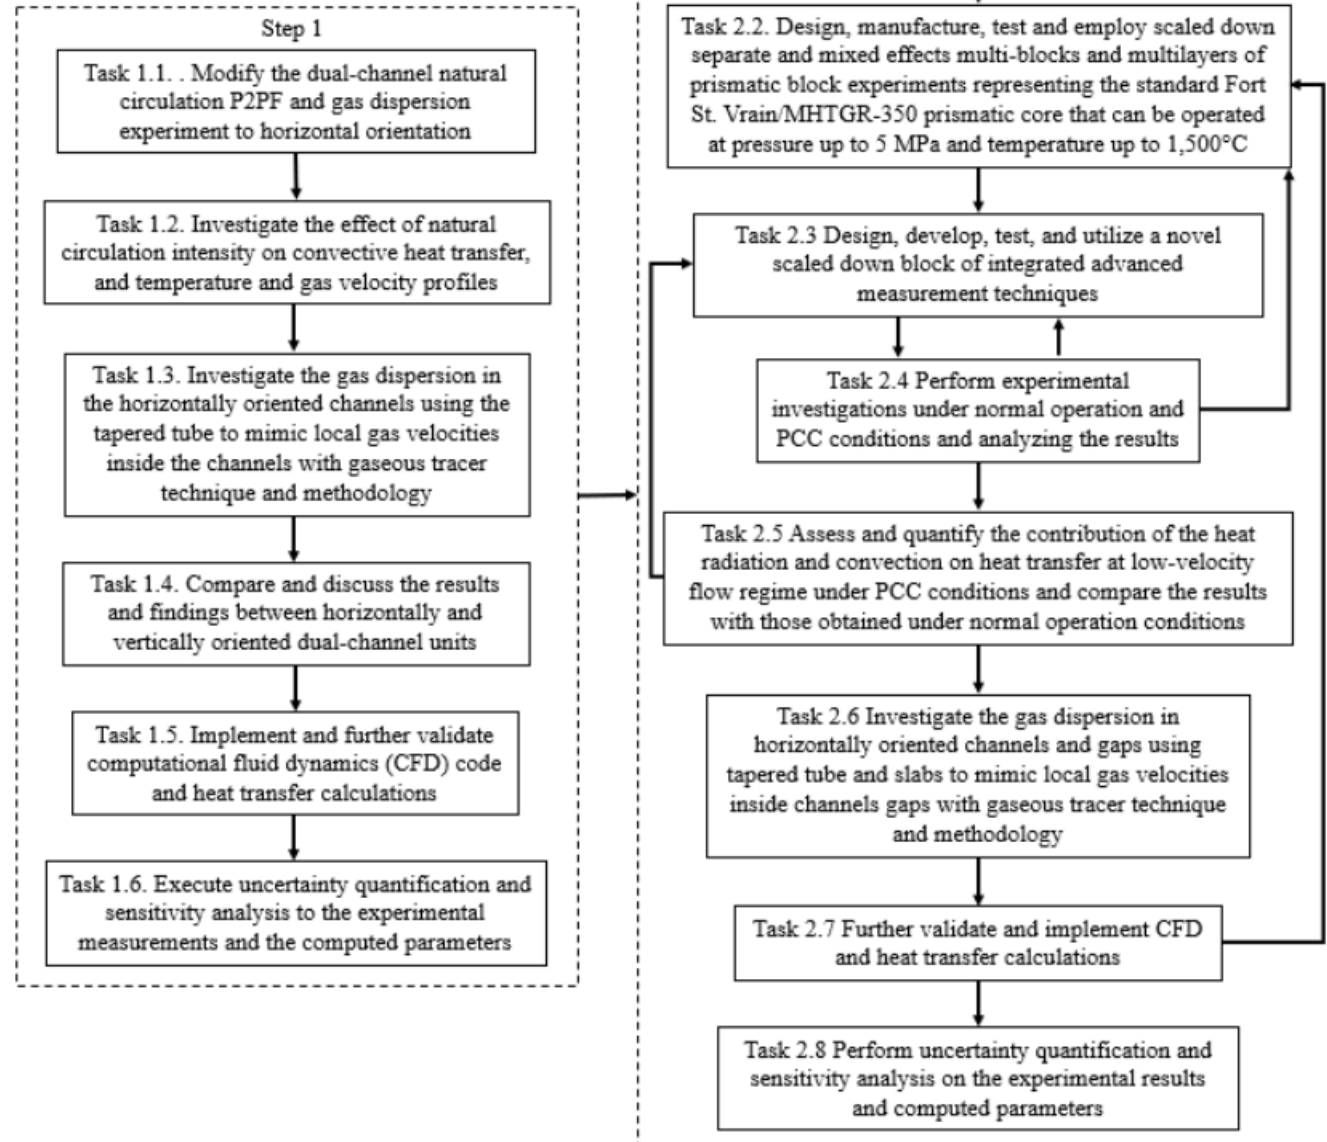 Step 1
Task 1.1. . Modify the dual-channel natural
circulation P2PF and gas dispersion
experiment to horizontal orientation
Task 1.2. Investigate the effect of natural
circulation intensity on convective heat transfer,
and temperature and gas velocity profiles
Task 1.3. Investigate the gas dispersion in
the horizontally oriented channels using the
tapered tube to mimic local gas velocities
inside the channels with gaseous tracer
technique and methodology
Task 1.4. Compare and discuss the results
and findings between horizontally and
vertically oriented dual-channel units
Task 1.5. Implement and further validate
computational fluid dynamics (CFD) code
and heat transfer calculations
Task 1.6. Execute uncertainty quantification and
sensitivity analysis to the experimental
measurements and the computed parameters
Task 2.2. Design, manufacture, test and employ scaled down
separate and mixed effects multi-blocks and multilayers of
prismatic block experiments representing the standard Fort
St. Vrain/MHTGR-350 prismatic core that can be operated
at pressure up to 5 MPa and temperature up to 1,500°C
Task 2.3 Design, develop, test, and utilize a novel
scaled down block of integrated advanced
measurement techniques
Task 2.4 Perform experimental
investigations under normal operation and
PCC conditions and analyzing the results
Task 2.5 Assess and quantify the contribution of the heat
radiation and convection on heat transfer at low-velocity
flow regime under PCC conditions and compare the results
with those obtained under normal operation conditions
Task 2.6 Investigate the gas dispersion in
horizontally oriented channels and gaps using
tapered tube and slabs to mimic local gas velocities
inside channels gaps with gaseous tracer technique
and methodology
Task 2.7 Further validate and implement CFD
and heat transfer calculations
Task 2.8 Perform uncertainty quantification and
sensitivity analysis on the experimental results
and computed parameters